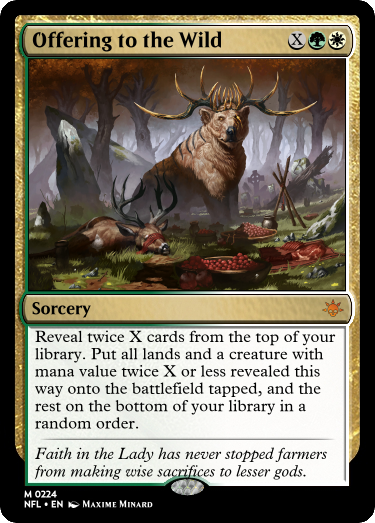 Offering to the Wild X
Sorcery
Reveal twice X cards from the top of your
library. Put all lands and a creature with
mana value twice X or less revealed this
way onto the battlefield tapped, and the
rest on the bottom of your library in a
random order.
Faith in the Lady has never stopped farmers
from making wise sacrifices to lesser gods.
M 0224
NFL • EN Maxime Minard